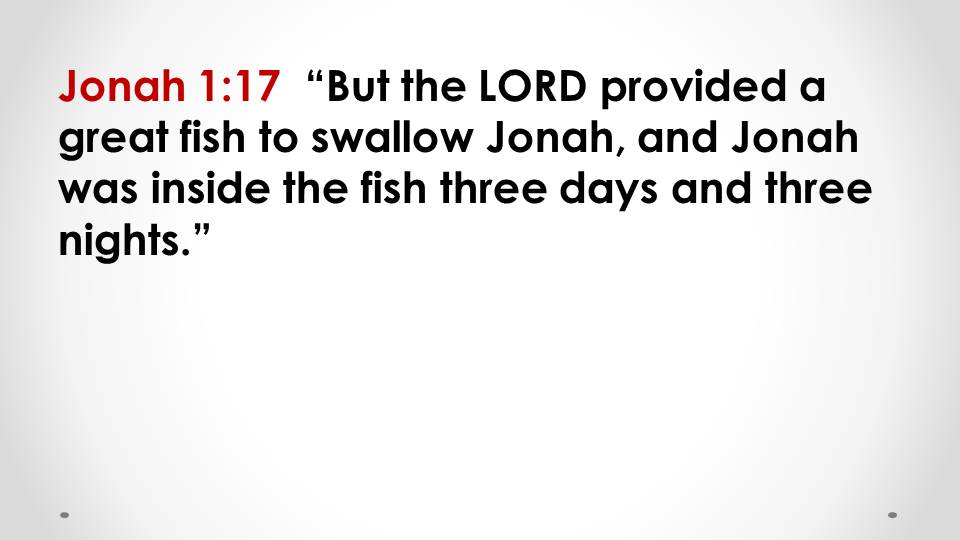 Jonah 1:17  “But the LORD provided a
great fish to swallow Jonah, and Jonah
was inside the fish three days and three
nights.”